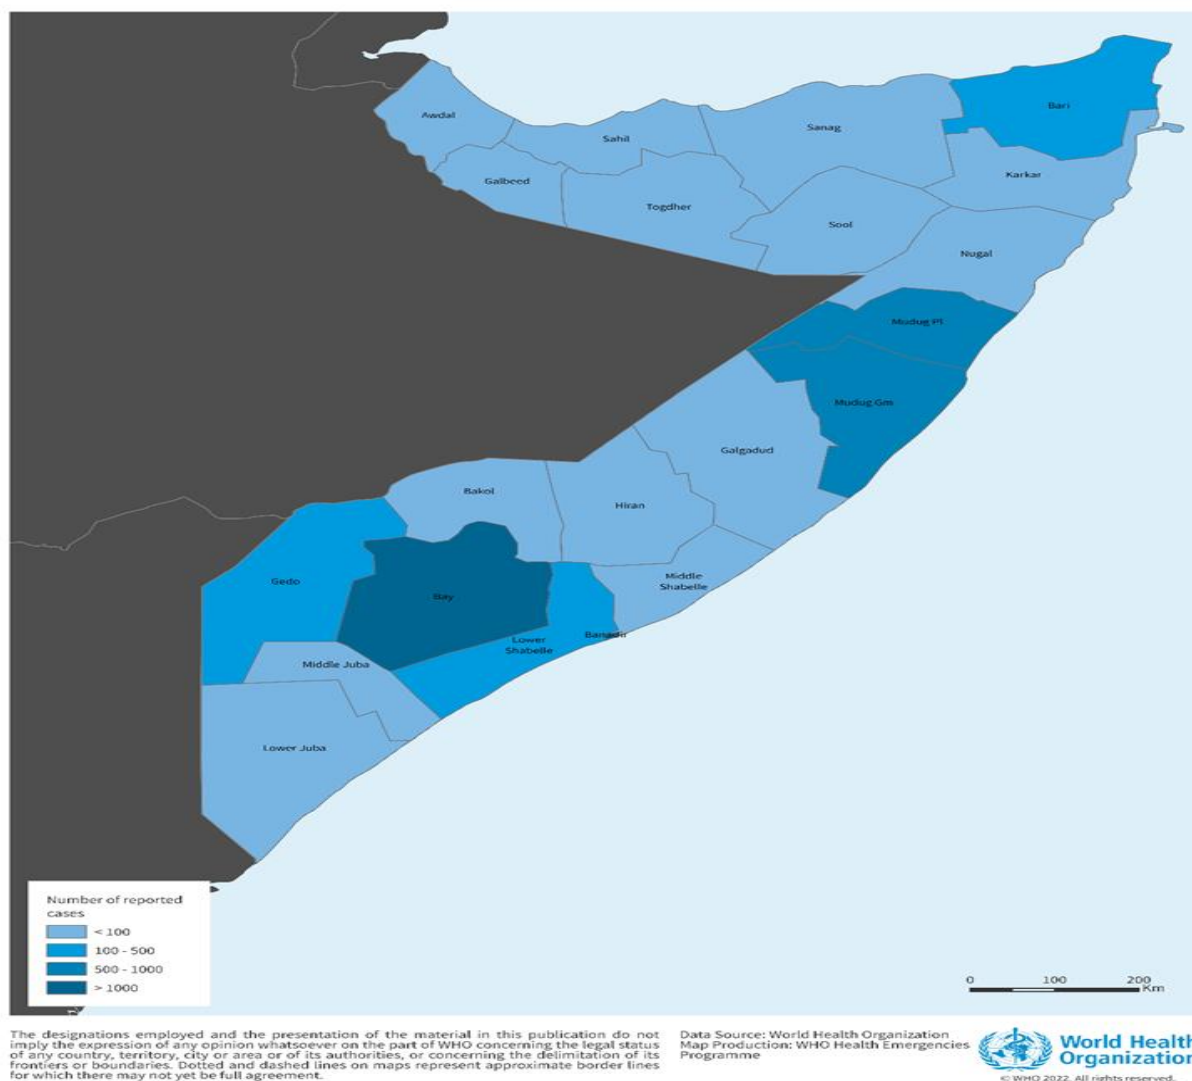 Awdal
Sahil
Sanag
Bari
Galbeed
Togdher
Sool
Karkar
Nugal
Mudug Pl
Mudug Gm
Galgadud
Bakol
Hiran
Gedo
Bay
Middle
Shabelle
Lower
Shabelle
Banadir
Middle Juba
Lower Juba
Number of reported
cases
< 100
100 - 500
500 - 1000
> 1000
0 100 200
Km
The designations employed and the presentation of the material in this publication do not
imply the expression of any opinion whatsoever on the part of WHO concerning the legal status
of any country, territory, city or area or of its authorities, or concerning the delimitation of its
frontiers or boundaries. Dotted and dashed lines on maps represent approximate border lines
for which there may not yet be full agreement.
Data Source: World Health Organization
Map Production: WHO Health Emergencies
Programme
World Health
Organization
© WHO 2022. All rights reserved.